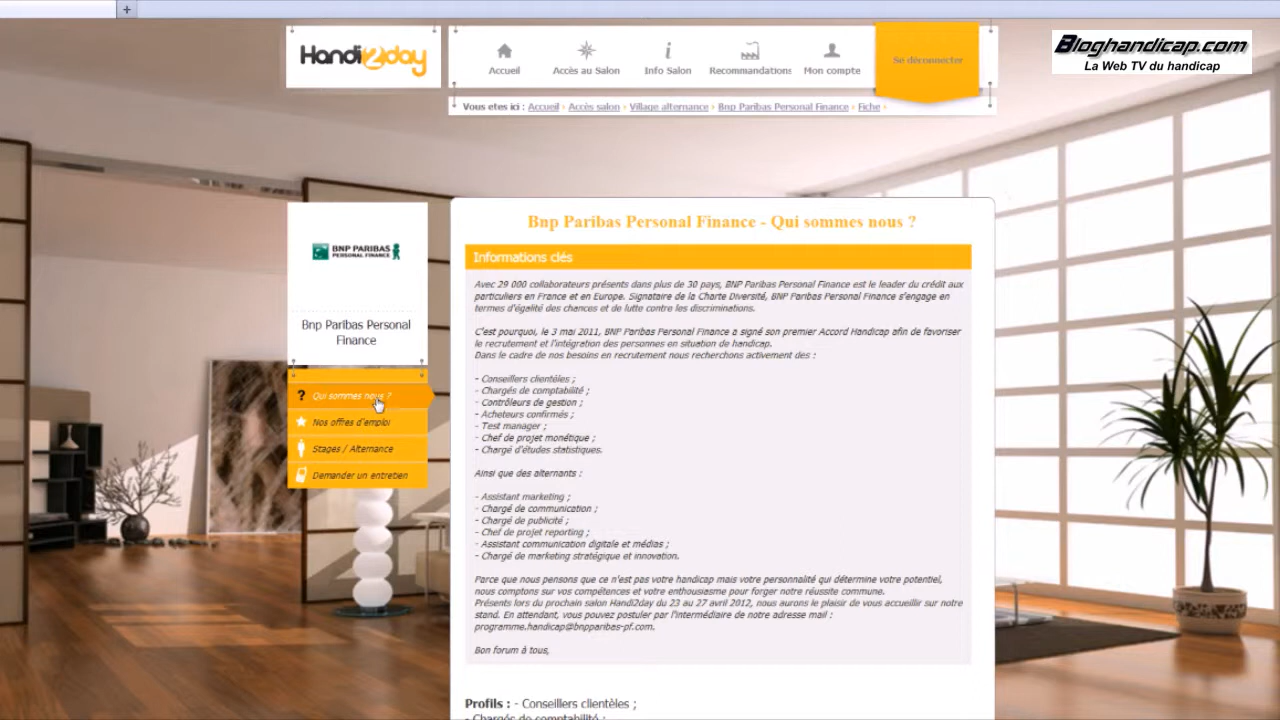 +
Handi2day
Accueil
Accès au Salon
Info Salon
Recommandations
Mon compte
Se déconnecter
Bloghandicap.com
La Web TV du handicap
Vous etes ici : Accueil › Accès salon › Village alternance › Bnp Paribas Personal Finance › Fiche ›
BNP PARIBAS
PERSONAL FINANCE
Bnp Paribas Personal
Finance
? Qui sommes nous ?
Nos offres d'emploi
Stages / Alternance
Demander un entretien
Bnp Paribas Personal Finance - Qui sommes nous ?
Informations clés
Avec 29 000 collaborateurs présents dans plus de 30 pays, BNP Paribas Personal Finance est le leader du crédit aux
particuliers en France et en Europe. Signataire de la Charte Diversité, BNP Paribas Personal Finance s'engage en
termes d'égalité des chances et de lutte contre les discriminations.
C'est pourquoi, le 3 mai 2011, BNP Paribas Personal Finance a signé son premier Accord Handicap afin de favoriser
le recrutement et l'intégration des personnes en situation de handicap.
Dans le cadre de nos besoins en recrutement nous recherchons activement des :
- Conseillers clientèles ;
- Chargés de comptabilité ;
- Contrôleurs de gestion ;
- Acheteurs confirmés ;
- Test manager ;
- Chef de projet monétique ;
- Chargé d'études statistiques.
Ainsi que des alternants :
- Assistant marketing ;
- Chargé de communication ;
- Chargé de publicité ;
- Chef de projet reporting ;
- Assistant communication digitale et médias ;
- Chargé de marketing stratégique et innovation.
Parce que nous pensons que ce n'est pas votre handicap mais votre personnalité qui détermine votre potentiel,
nous comptons sur vos compétences et votre enthousiasme pour forger notre réussite commune.
Présents lors du prochain salon Handi2day du 23 au 27 avril 2012, nous aurons le plaisir de vous accueillir sur notre
stand. En attendant, vous pouvez postuler par l'intermédiaire de notre adresse mail :
programme.handicap@bnpparibas-pf.com.
Bon forum à tous,
Profils : - Conseillers clientèles ;
- Chargés de comptabilité ;